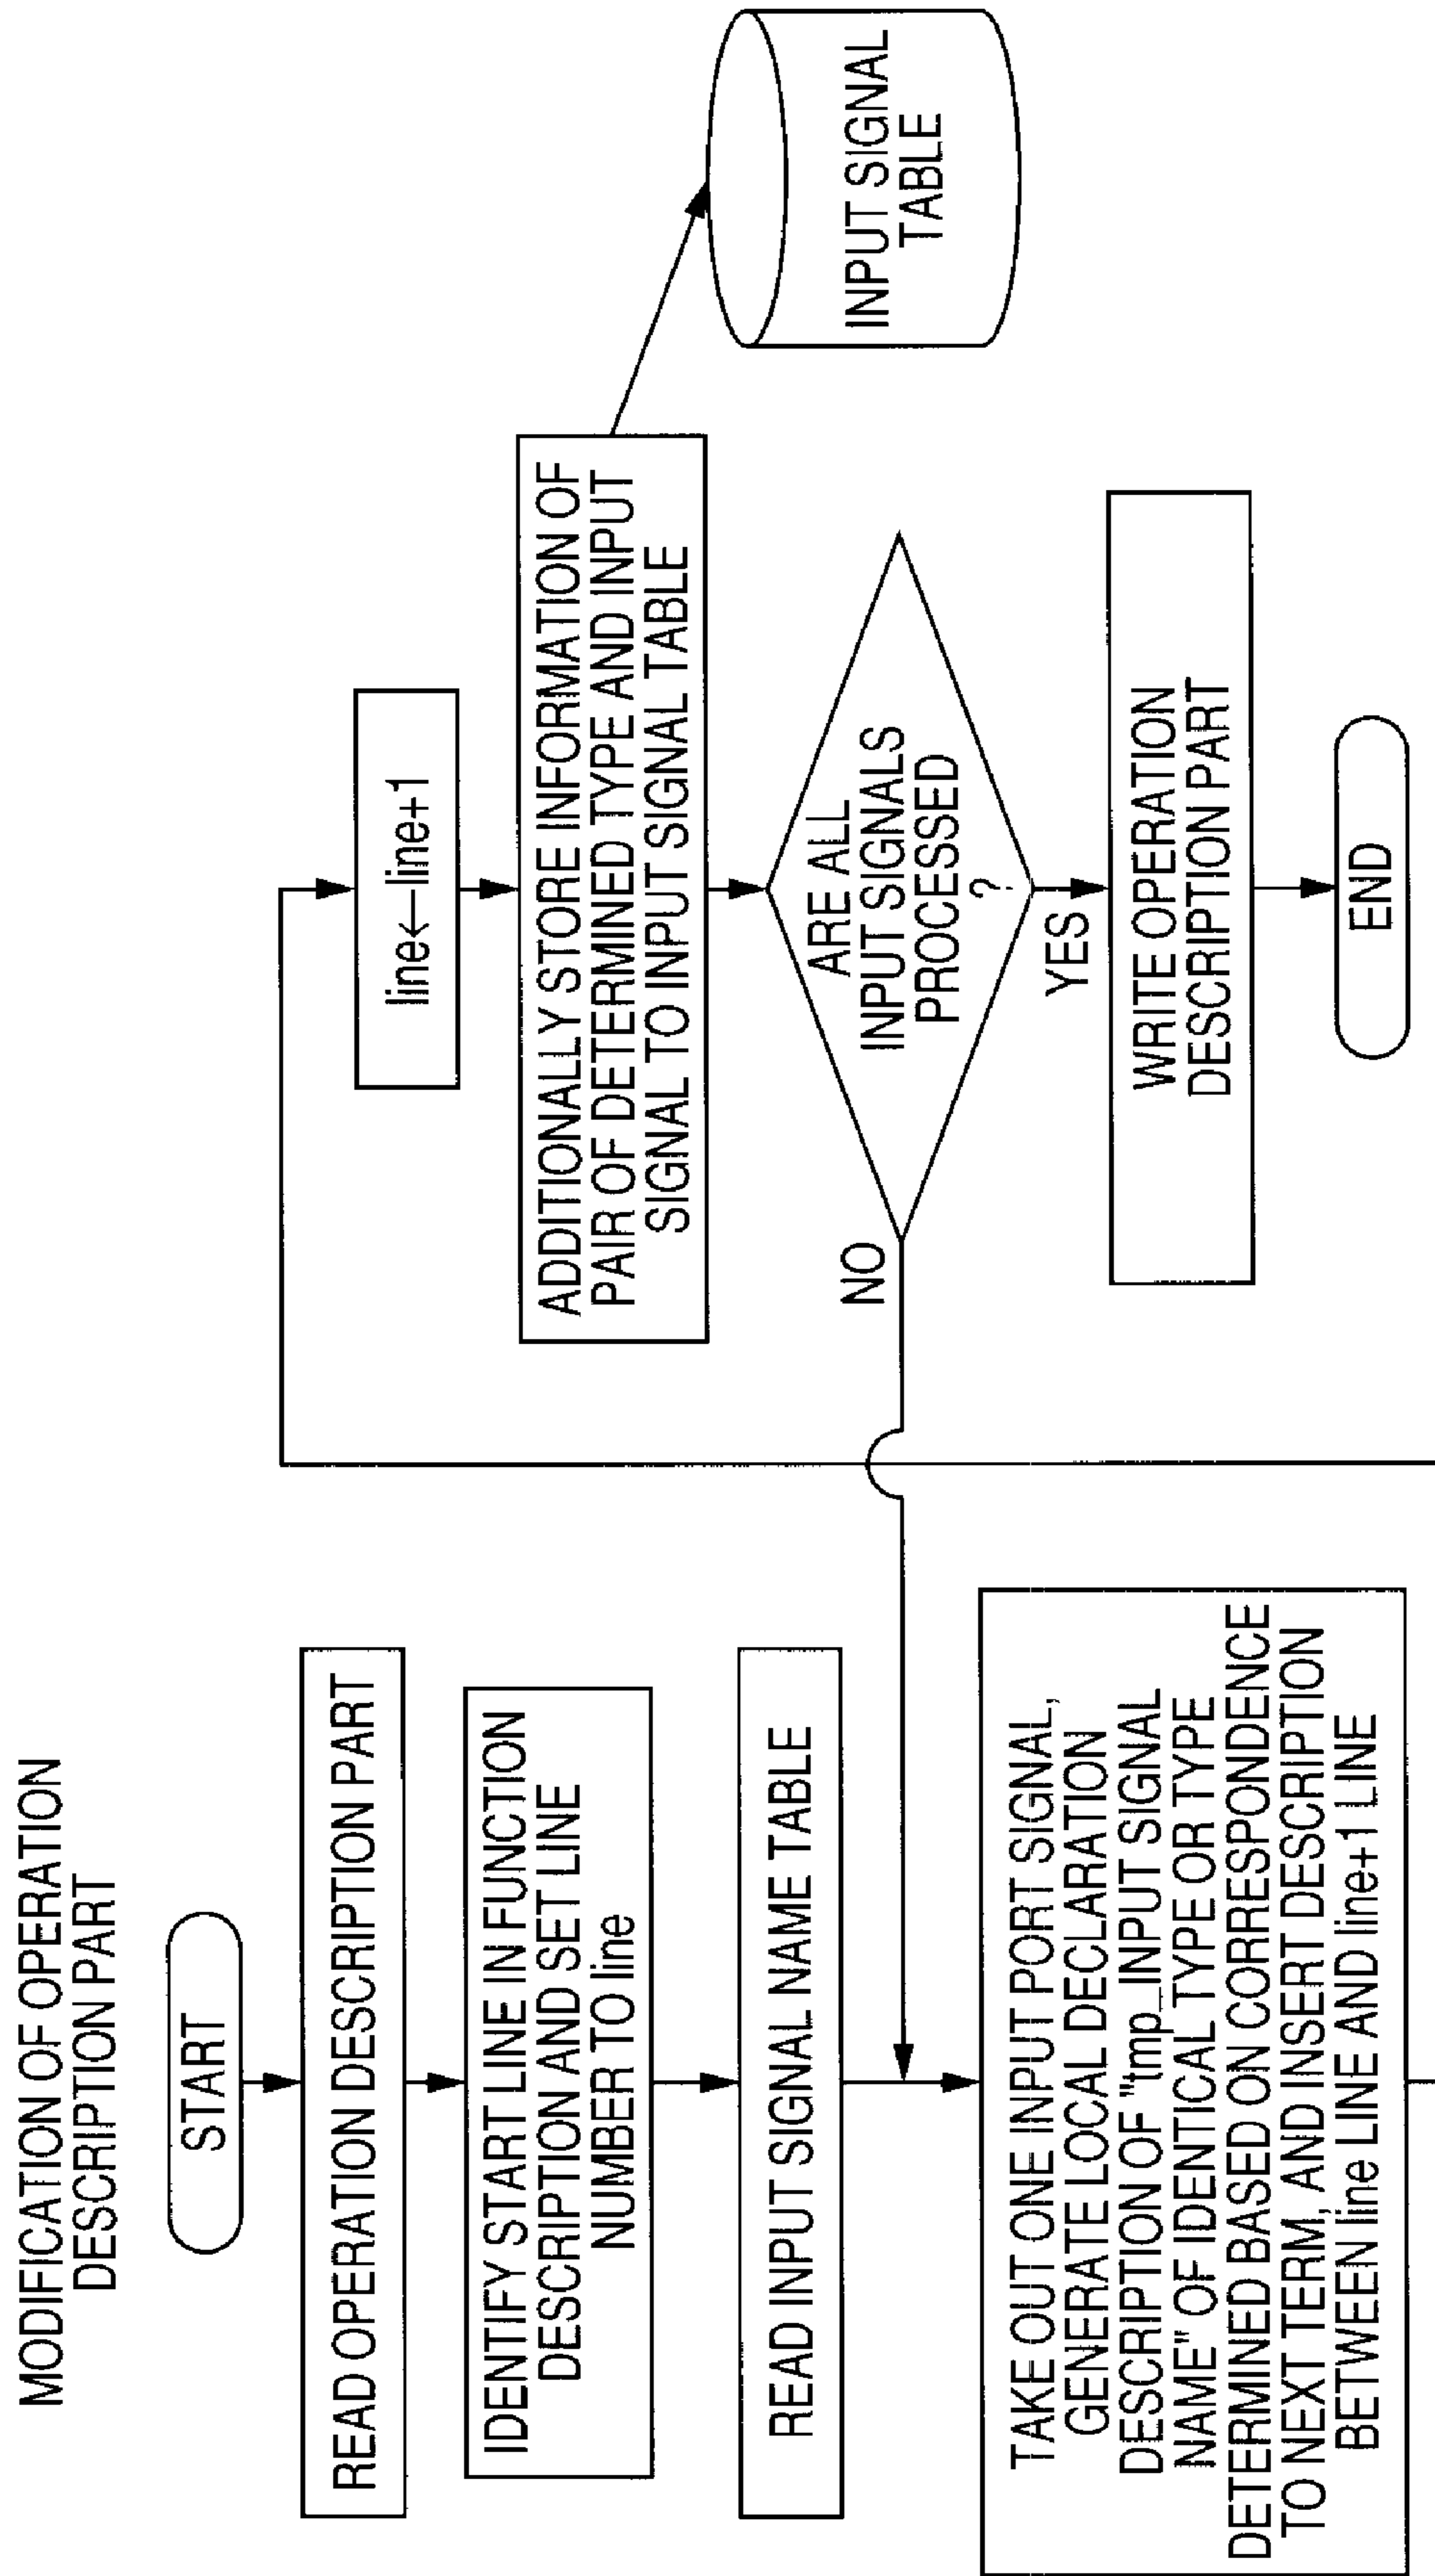 MODIFICATION OF OPERATION
DESCRIPTION PART
START
READ OPERATION DESCRIPTION PART
IDENTIFY START LINE IN FUNCTION
DESCRIPTION AND SET LINE
NUMBER TO line
READ INPUT SIGNAL NAME TABLE
TAKE OUT ONE INPUT PORT SIGNAL,
GENERATE LOCAL DECLARATION
DESCRIPTION OF "tmp_INPUT SIGNAL
NAME" OF IDENTICAL TYPE OR TYPE
DETERMINED BASED ON CORRESPONDENCE
TO NEXT TERM, AND INSERT DESCRIPTION
BETWEEN line LINE AND line+1 LINE
line←line+1
ADDITIONALLY STORE INFORMATION OF
PAIR OF DETERMINED TYPE AND INPUT
SIGNAL TO INPUT SIGNAL TABLE
INPUT SIGNAL
TABLE
ARE ALL
INPUT SIGNALS
PROCESSED
?
NO
YES
WRITE OPERATION
DESCRIPTION PART
END